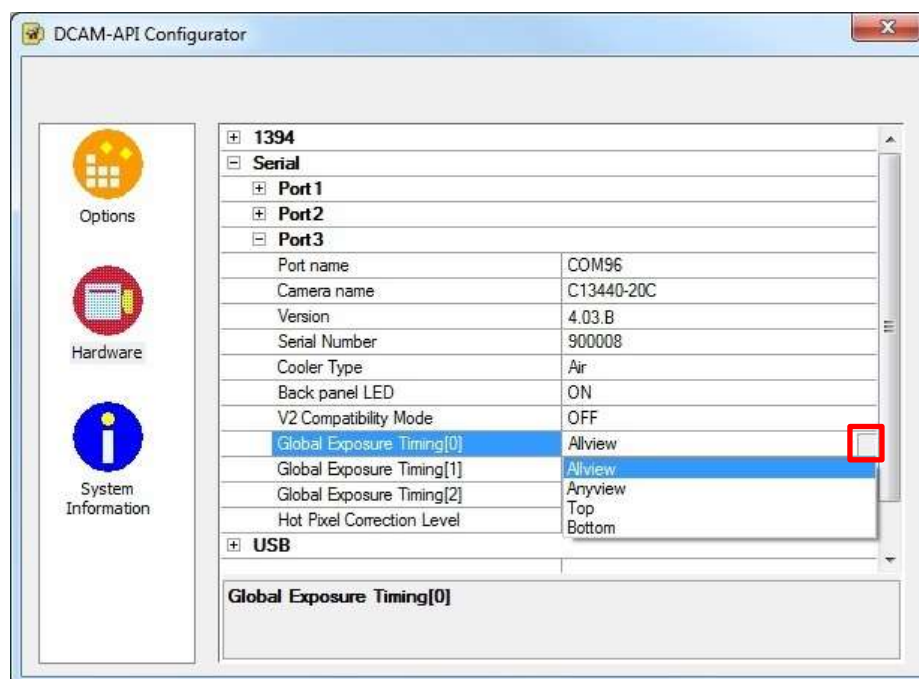 DCAM-API Configurator
Options
Hardware
System
Information
1394
Serial
Port1
Port2
Port3
Port name COM96
Camera name C13440-20C
Version 4.03.B
Serial Number 900008
Cooler Type Air
Back panel LED ON
V2 Compatibility Mode OFF
Global Exposure Timing[0] Allview
Global Exposure Timing[1] Allview
Anyview
Global Exposure Timing[2] Top
Hot Pixel Correction Level Bottom
USB
Global Exposure Timing[0]